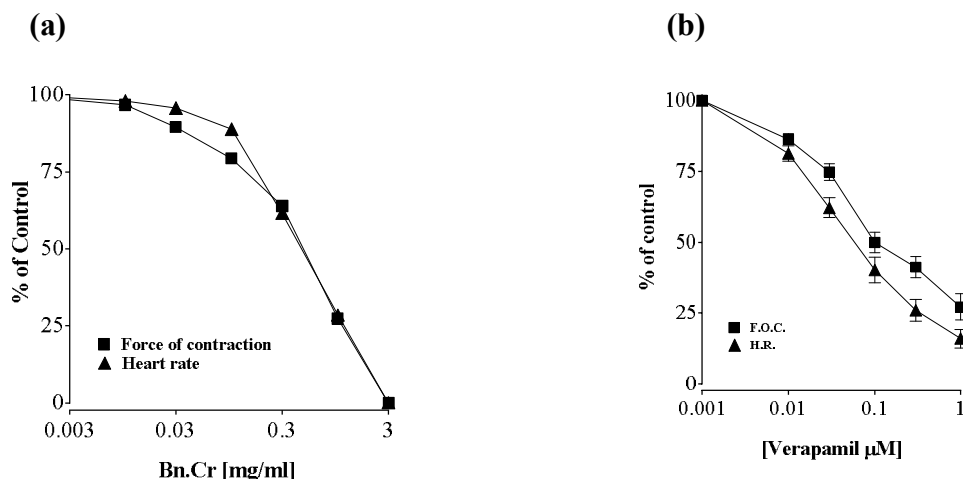 (a)
% of Control
100
75
50
25
0
Force of contraction
Heart rate
0.003 0.03 0.3 3
Bn.Cr [mg/ml]
(b)
% of control
100
75
50
25
0
F.O.C.
H.R.
0.001 0.01 0.1 1
[Verapamil μM]